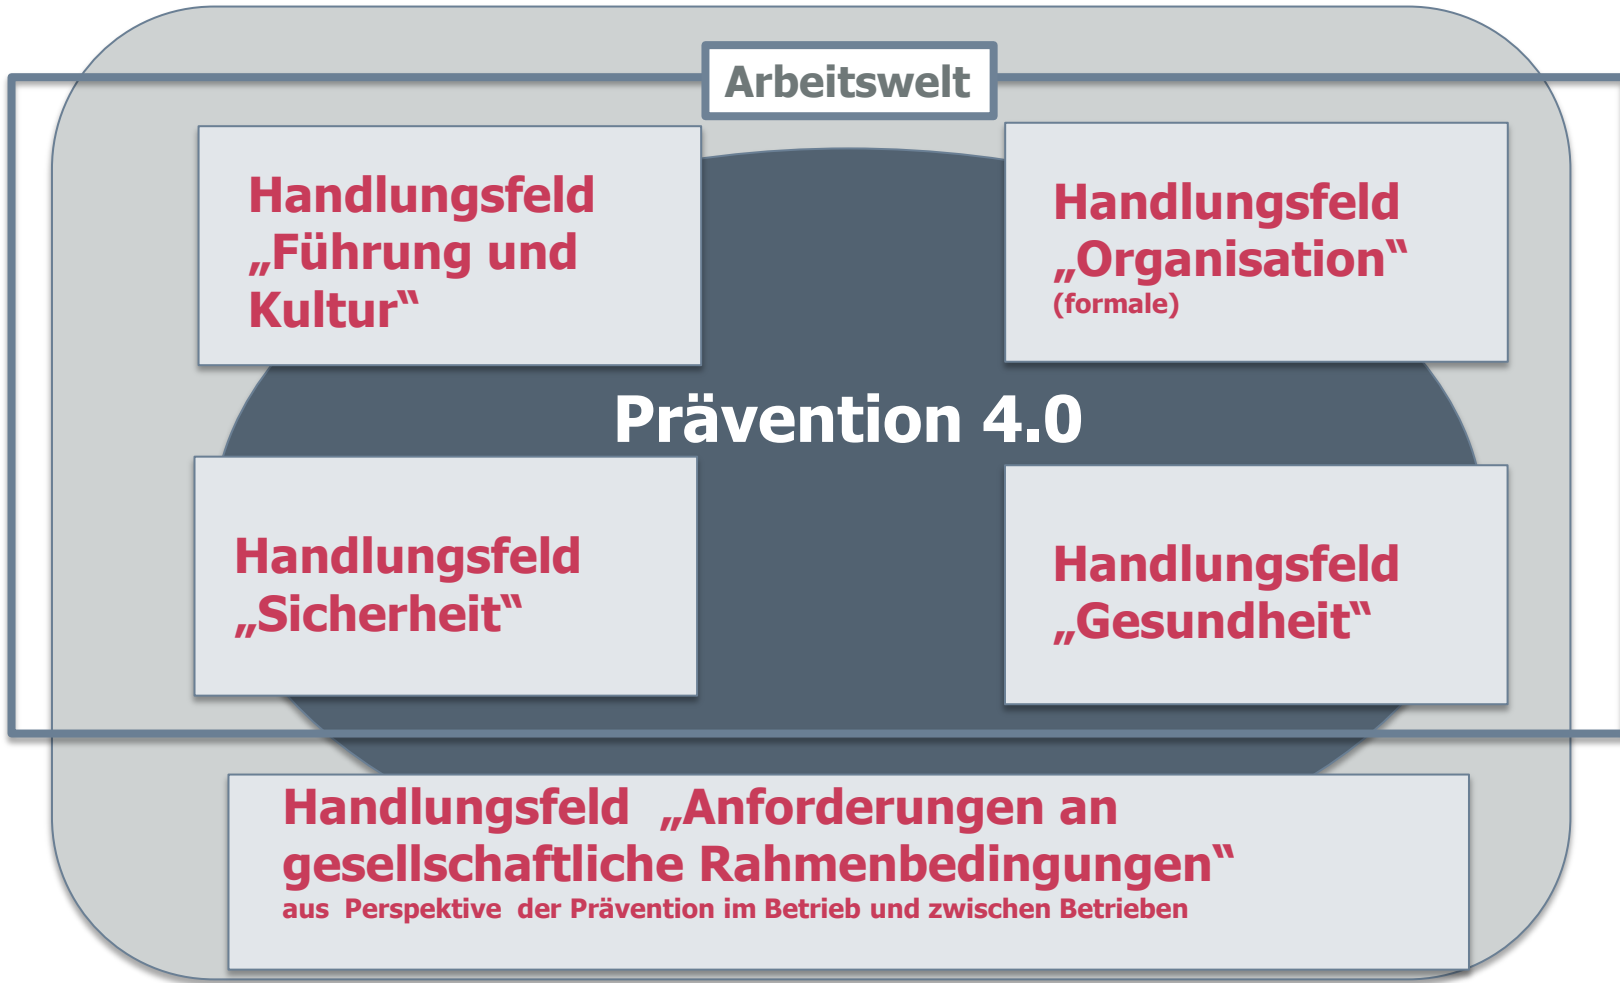 Arbeitswelt
Handlungsfeld
„Führung und
Kultur‟
Handlungsfeld
„Organisation‟
(formale)
Prävention 4.0
Handlungsfeld
„Sicherheit‟
Handlungsfeld
„Gesundheit‟
Handlungsfeld „Anforderungen an
gesellschaftliche Rahmenbedingungen‟
aus Perspektive der Prävention im Betrieb und zwischen Betrieben